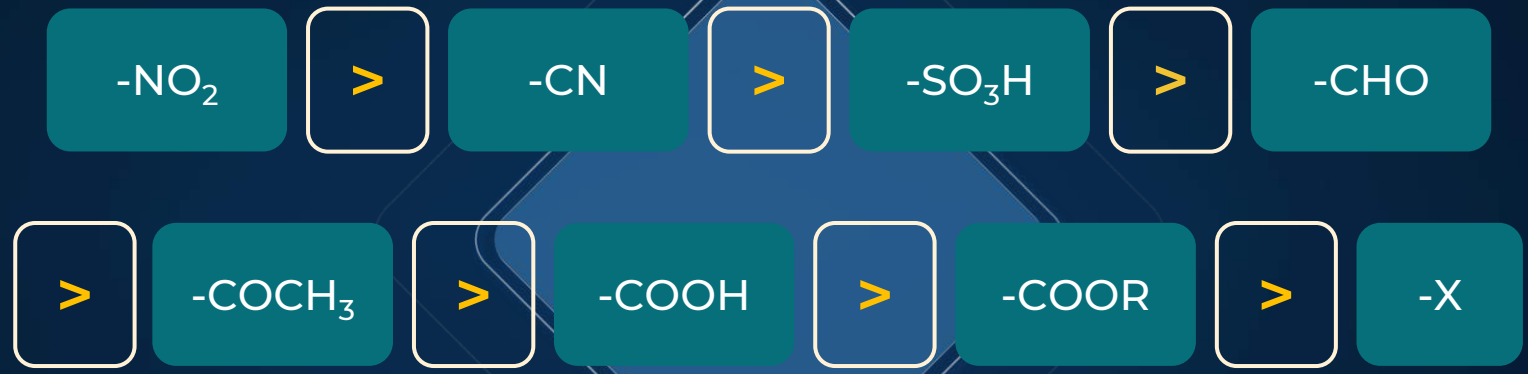 -NO₂ > -CN > -SO₃H > -CHO
> -COCH₃ > -COOH > -COOR > -X